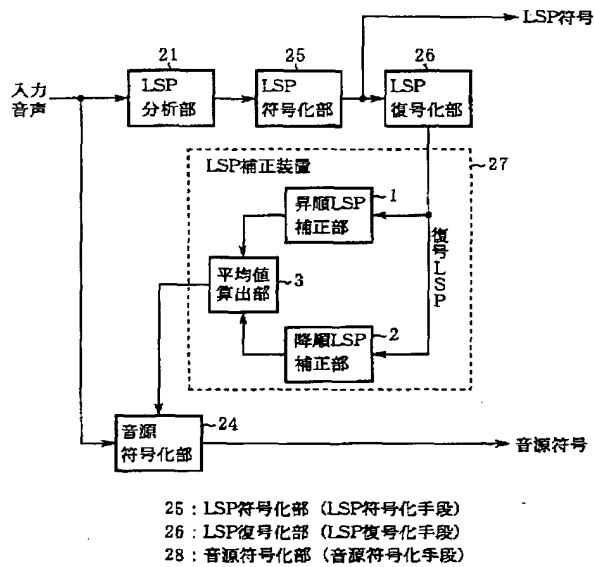 LSP符号
21
25
26
入力
音声
LSP
分析部
LSP
符号化部
LSP
復号化部
LSP補正装置
27
昇順LSP
補正部
1
復号LSP
平均値
算出部
3
降順LSP
補正部
2
音源
符号化部
24
音源符号
25：LSP符号化部（LSP符号化手段）
26：LSP復号化部（LSP復号化手段）
28：音源符号化部（音源符号化手段）